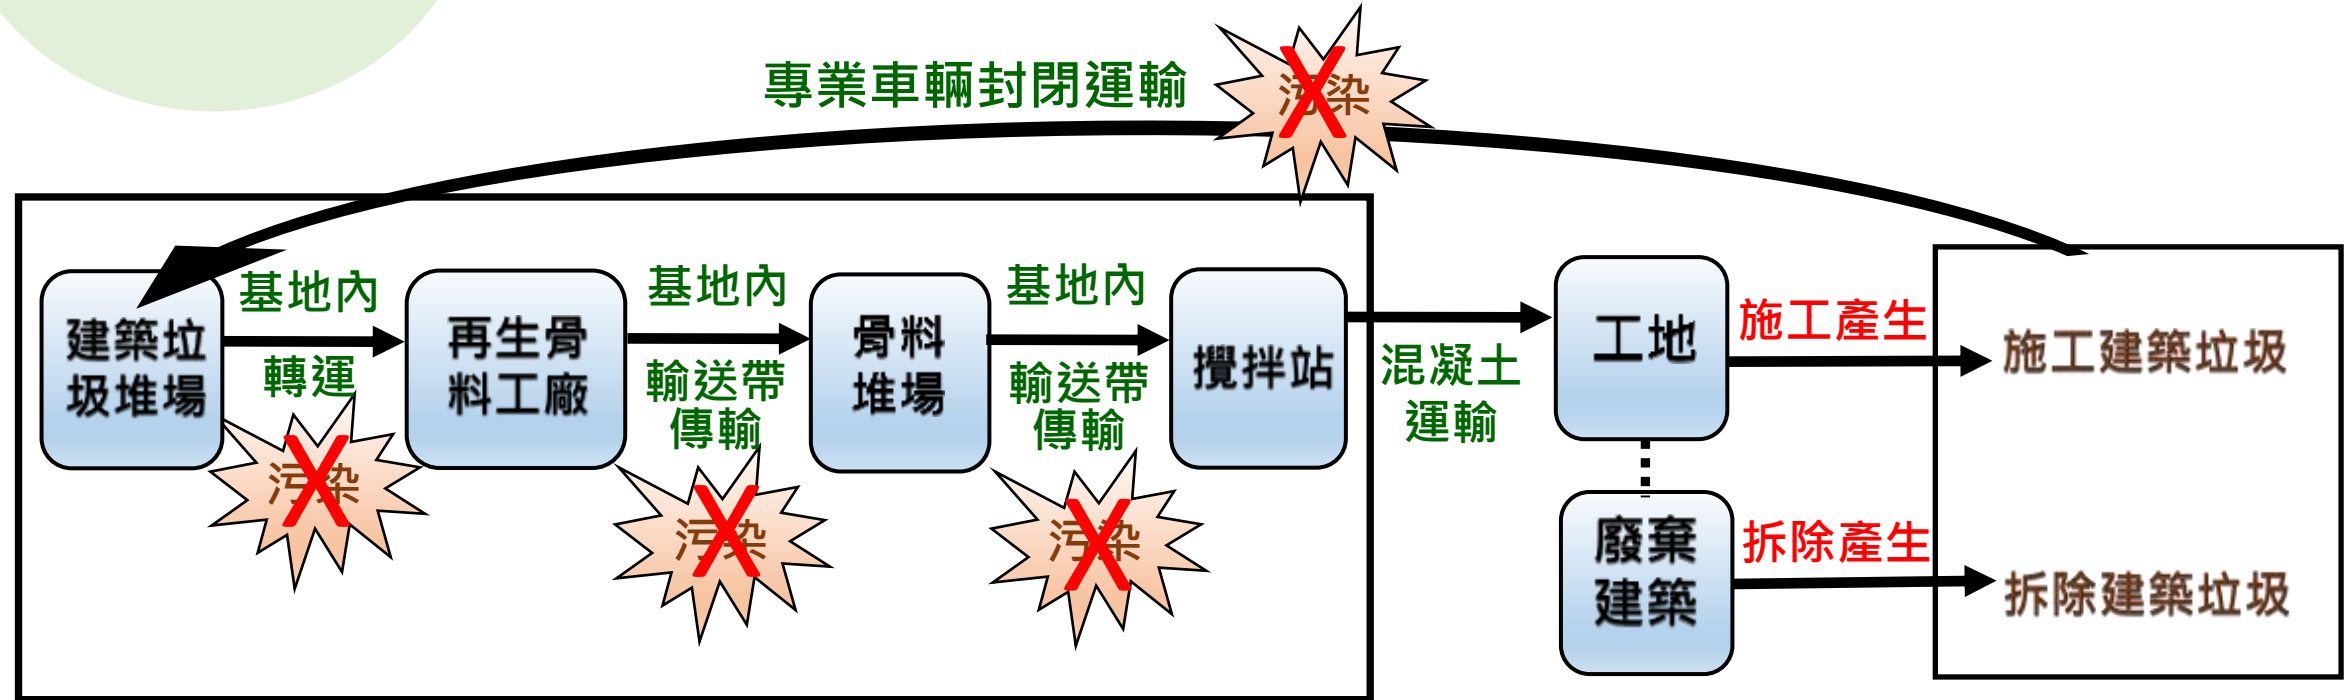 專業車輛封閉運輸
污染
建築垃
圾堆場
基地內
轉運
污染
再生骨
料工廠
基地內
輸送帶
傳輸
污染
骨料
堆場
基地內
輸送帶
傳輸
污染
攪拌站
混凝土
運輸
工地
施工產生
施工建築垃圾
廢棄
建築
拆除產生
拆除建築垃圾